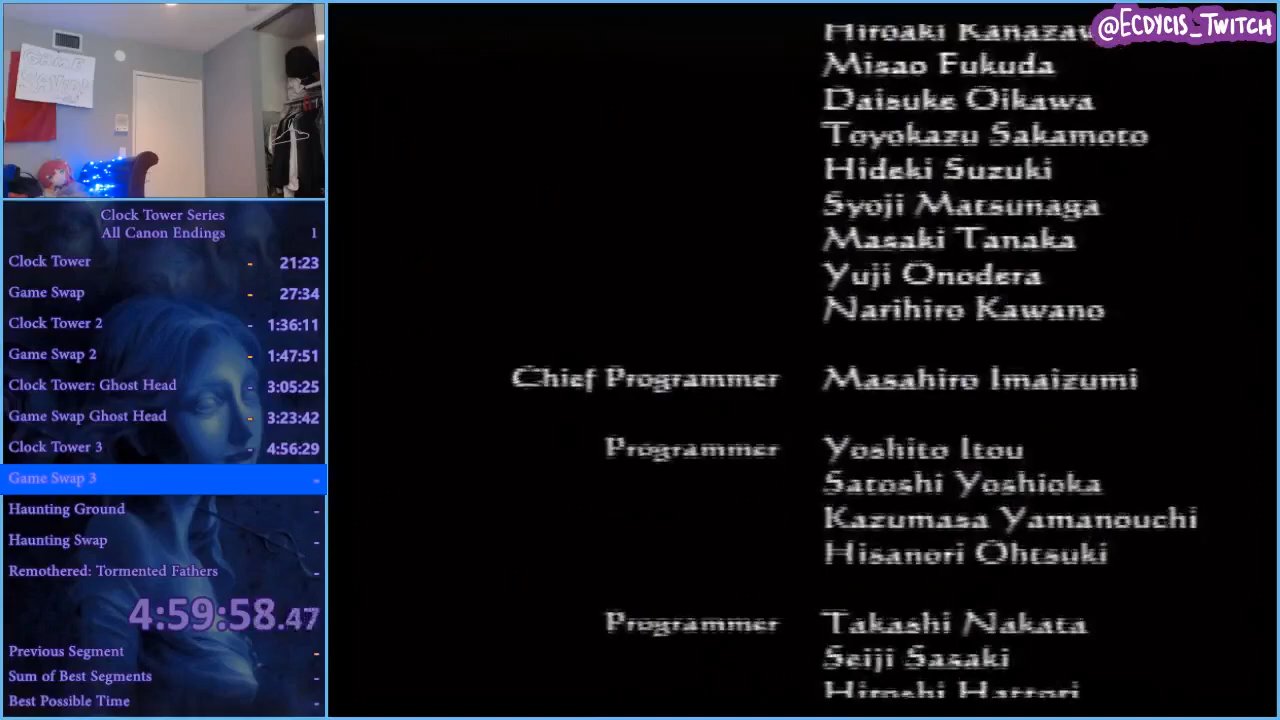 @Ecdycis_Twitch
Clock Tower Series
All Canon Endings 1
Clock Tower - 21:23
Game Swap - 27:34
Clock Tower 2 - 1:36:11
Game Swap 2 - 1:47:51
Clock Tower: Ghost Head - 3:05:25
Game Swap Ghost Head - 3:23:42
Clock Tower 3 - 4:56:29
Game Swap 3 -
Haunting Ground -
Haunting Swap -
Remothered: Tormented Fathers -
4:59:58.47
Previous Segment -
Sum of Best Segments -
Best Possible Time -
Hiroaki
Misao Fukuda
Daisuke Oikawa
Toyokazu Sakamoto
Hideki Suzuki
Syoji Matsunaga
Masaki Tanaka
Yuji Onodera
Narihiro Kawano
Chief Programmer Masahiro Imaizumi
Programmer Yoshito Itou
Satoshi Yoshioka
Kazumasa Yamanouchi
Hisanori Ohtsuki
Programmer Takashi Nakata
Seiji Sasaki
Hiroshi Hattori